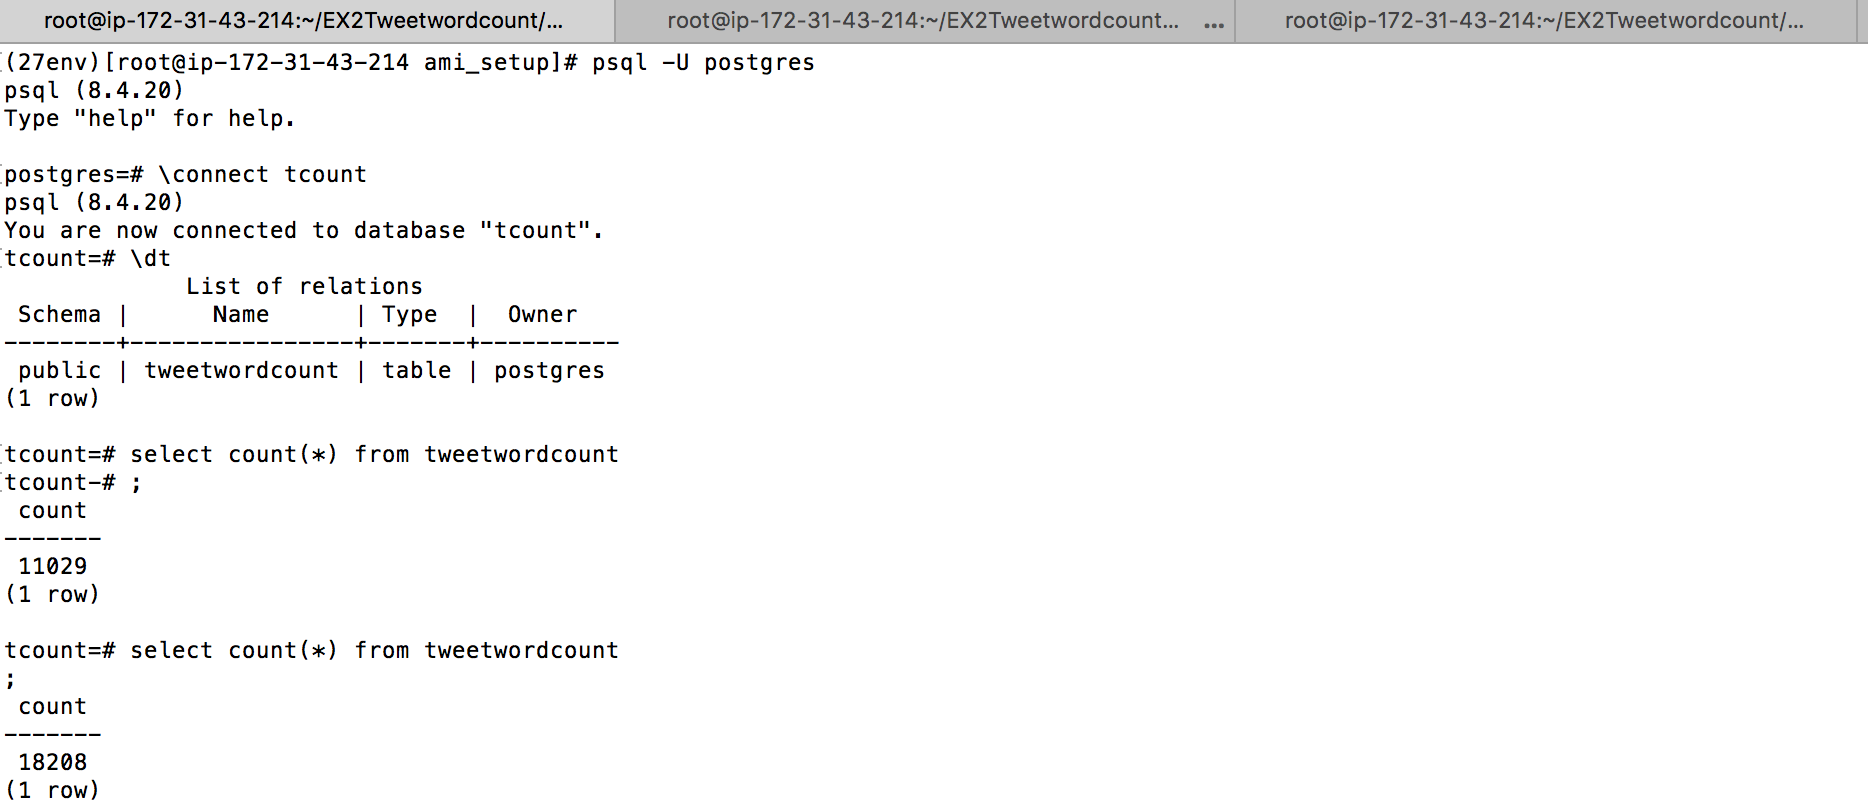 root@ip-172-31-43-214:~/EX2Tweetwordcount/... root@ip-172-31-43-214:~/EX2Tweetwordcount... ... root@ip-172-31-43-214:~/EX2Tweetwordcount/...
[(27env)[root@ip-172-31-43-214 ami_setup]# psql -U postgres
psql (8.4.20)
Type "help" for help.
[postgres=# \connect tcount
psql (8.4.20)
You are now connected to database "tcount".
[tcount=# \dt
List of relations
Schema | Name | Type | Owner
--------+----------------+-------+----------
public | tweetwordcount | table | postgres
(1 row)
[tcount=# select count(*) from tweetwordcount
[tcount-# ;
count
-------
11029
(1 row)
tcount=# select count(*) from tweetwordcount
;
count
-------
18208
(1 row)